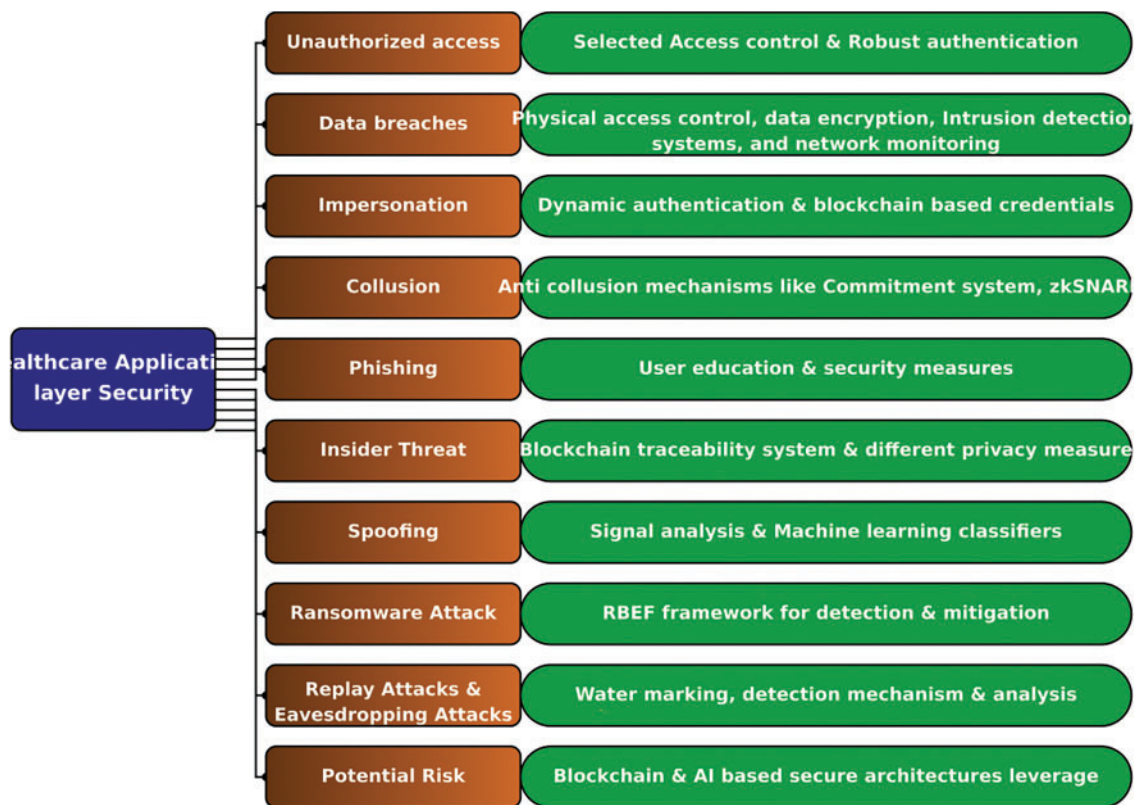 Unauthorized access
Selected Access control & Robust authentication
Data breaches
Physical access control, data encryption, Intrusion detection
systems, and network monitoring
Impersonation
Dynamic authentication & blockchain based credentials
Collusion
Anti collusion mechanisms like Commitment system, zkSNAR
ealthcare Applicati
layer Security
Phishing
User education & security measures
Insider Threat
Blockchain traceability system & different privacy measure
Spoofing
Signal analysis & Machine learning classifiers
Ransomware Attack
RBEF framework for detection & mitigation
Replay Attacks &
Eavesdropping Attacks
Water marking, detection mechanism & analysis
Potential Risk
Blockchain & AI based secure architectures leverage